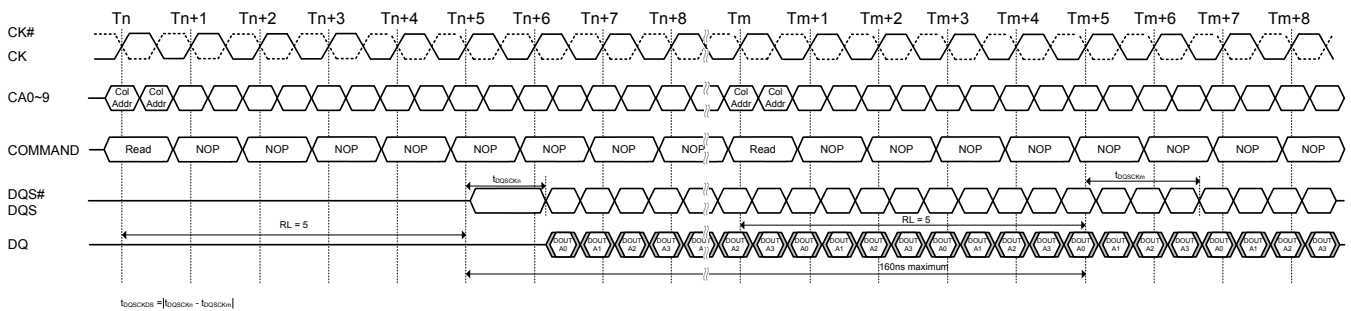 Tn Tn+1 Tn+2 Tn+3 Tn+4 Tn+5 Tn+6 Tn+7 Tn+8 Tm Tm+1 Tm+2 Tm+3 Tm+4 Tm+5 Tm+6 Tm+7 Tm+8
CK#
CK
CA0~9 Col Addr Col Addr Col Addr Col Addr
COMMAND Read NOP NOP NOP NOP NOP NOP NOP NOP Read NOP NOP NOP NOP NOP NOP NOP NOP
tDQSCKn tDQSCKm
DQS#
DQS
RL = 5 RL = 5
DQ DOUT A0 DOUT A1 DOUT A2 DOUT A3 DOUT A2 DOUT A3 DOUT A0 DOUT A1 DOUT A2 DOUT A3 DOUT A0 DOUT A1 DOUT A2 DOUT A3 DOUT A0 DOUT A1 DOUT A2 DOUT A3 DOUT A0 DOUT A1 DOUT A2 DOUT A3
160ns maximum
tDQSCKDS =|tDQSCKn - tDQSCKm|